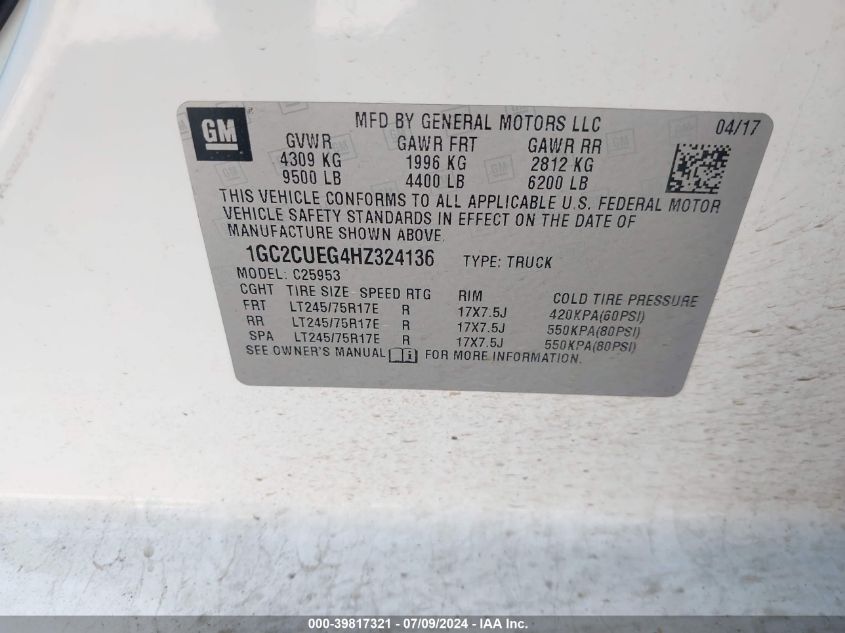 GM
MFD BY GENERAL MOTORS LLC 04/17
GVWR GAWR FRT GAWR RR
4309 KG 1996 KG 2812 KG
9500 LB 4400 LB 6200 LB
THIS VEHICLE CONFORMS TO ALL APPLICABLE U.S. FEDERAL MOTOR
VEHICLE SAFETY STANDARDS IN EFFECT ON THE DATE OF
MANUFACTURE SHOWN ABOVE.
1GC2CUEG4HZ324136 TYPE: TRUCK
MODEL: C25953
CGHT TIRE SIZE SPEED RTG RIM COLD TIRE PRESSURE
FRT LT245/75R17E R 17X7.5J 420KPA(60PSI)
RR LT245/75R17E R 17X7.5J 550KPA(80PSI)
SPA LT245/75R17E R 17X7.5J 550KPA(80PSI)
SEE OWNER'S MANUAL FOR MORE INFORMATION.
000-39817321 - 07/09/2024 - IAA Inc.